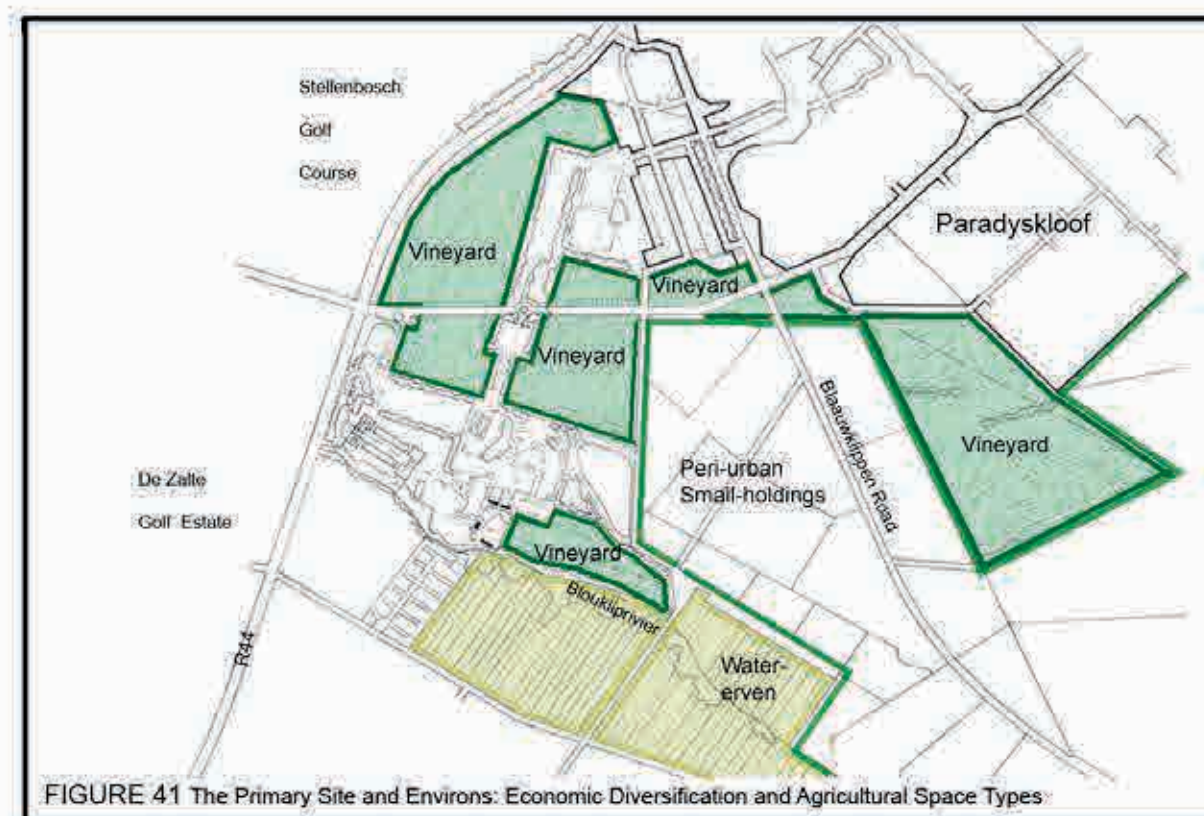 Stellenbosch
Golf
Course
Paradyskloof
Vineyard
Vineyard
Vineyard
Vineyard
Blaauwklippen Road
Peri-urban
Small-holdings
De Zalte
Golf Estate
Vineyard
Blouklliprivier
R44
Water-
erven
FIGURE 41 The Primary Site and Environs: Economic Diversification and Agricultural Space Types